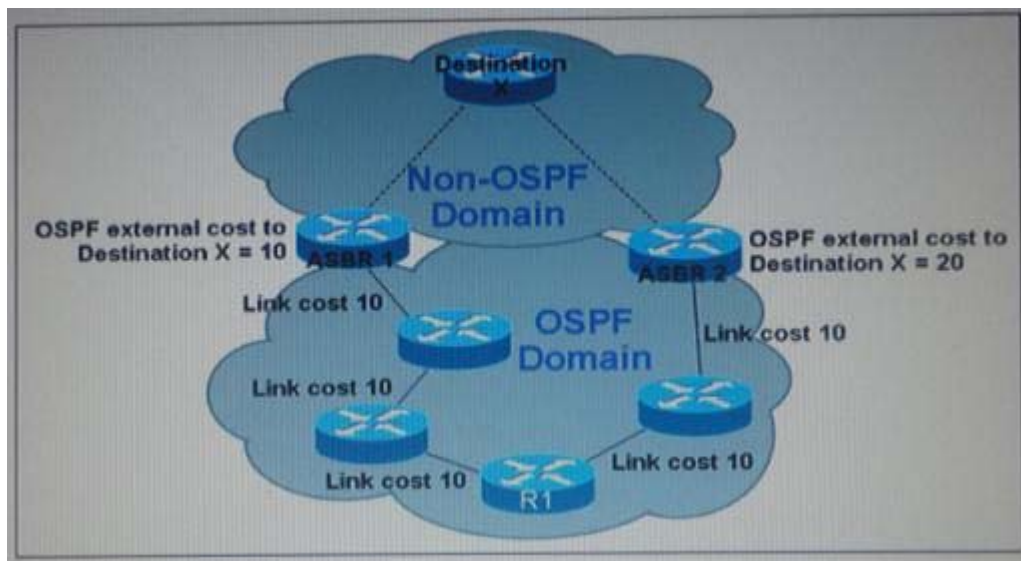 Destination
X
Non-OSPF
Domain
OSPF external cost to
Destination X = 10
ASBR 1
ASBR 2
OSPF external cost to
Destination X = 20
Link cost 10
OSPF
Domain
Link cost 10
Link cost 10
Link cost 10
Link cost 10
R1